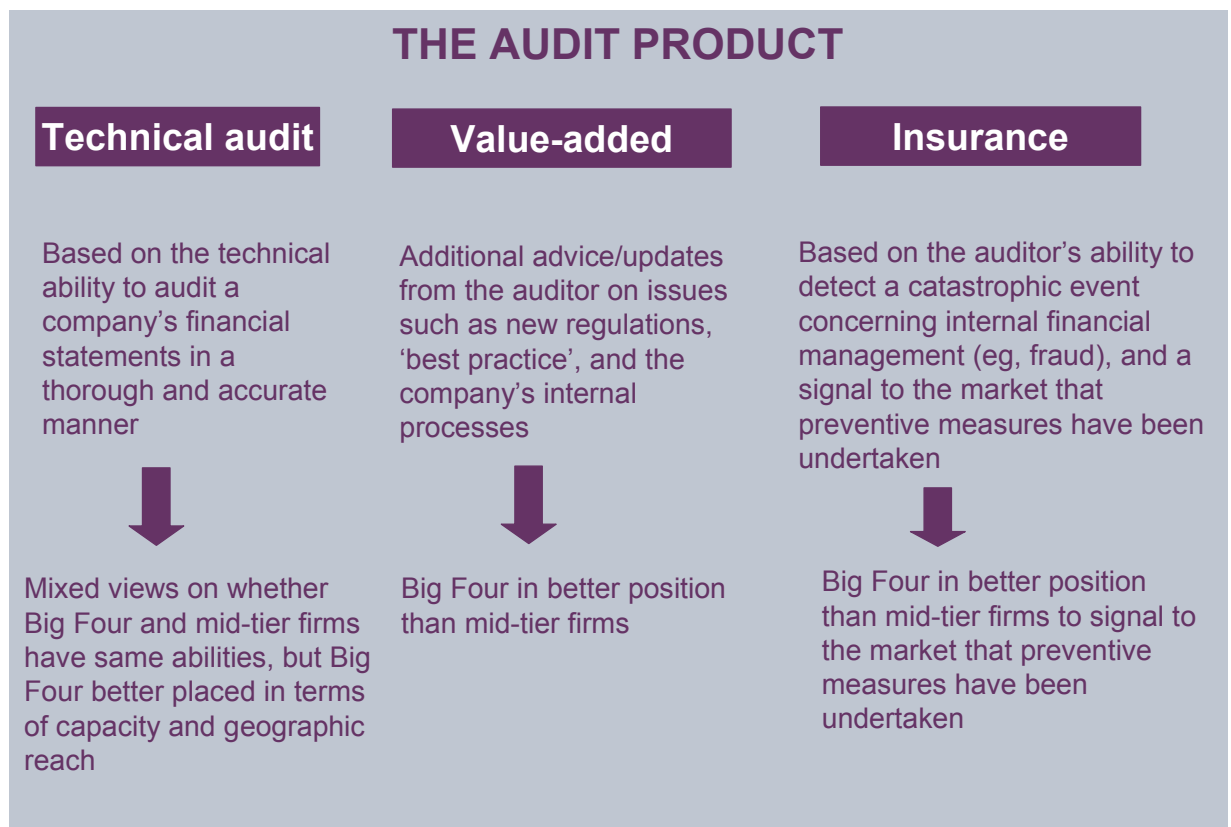 THE AUDIT PRODUCT
Technical audit
Based on the technical
ability to audit a
company’s financial
statements in a
thorough and accurate
manner
Mixed views on whether
Big Four and mid-tier firms
have same abilities, but Big
Four better placed in terms
of capacity and geographic
reach
Value-added
Additional advice/updates
from the auditor on issues
such as new regulations,
‘best practice’, and the
company’s internal
processes
Big Four in better position
than mid-tier firms
Insurance
Based on the auditor’s ability to
detect a catastrophic event
concerning internal financial
management (eg, fraud), and a
signal to the market that
preventive measures have been
undertaken
Big Four in better position
than mid-tier firms to signal to
the market that preventive
measures have been
undertaken